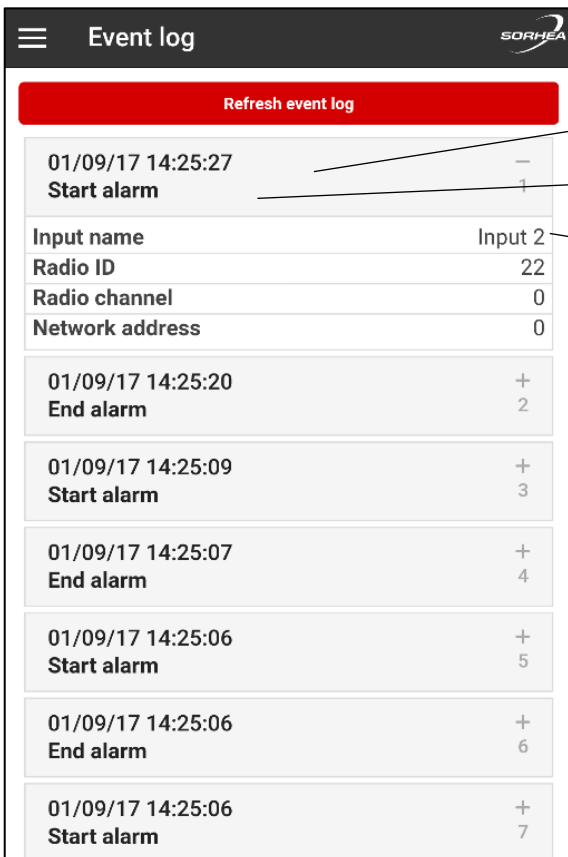 Event log
SORHEA
Refresh event log
01/09/17 14:25:27
Start alarm
1
Input name Input 2
Radio ID 22
Radio channel 0
Network address 0
01/09/17 14:25:20 +
End alarm 2
01/09/17 14:25:09 +
Start alarm 3
01/09/17 14:25:07 +
End alarm 4
01/09/17 14:25:06 +
Start alarm 5
01/09/17 14:25:06 +
End alarm 6
01/09/17 14:25:06 +
Start alarm 7